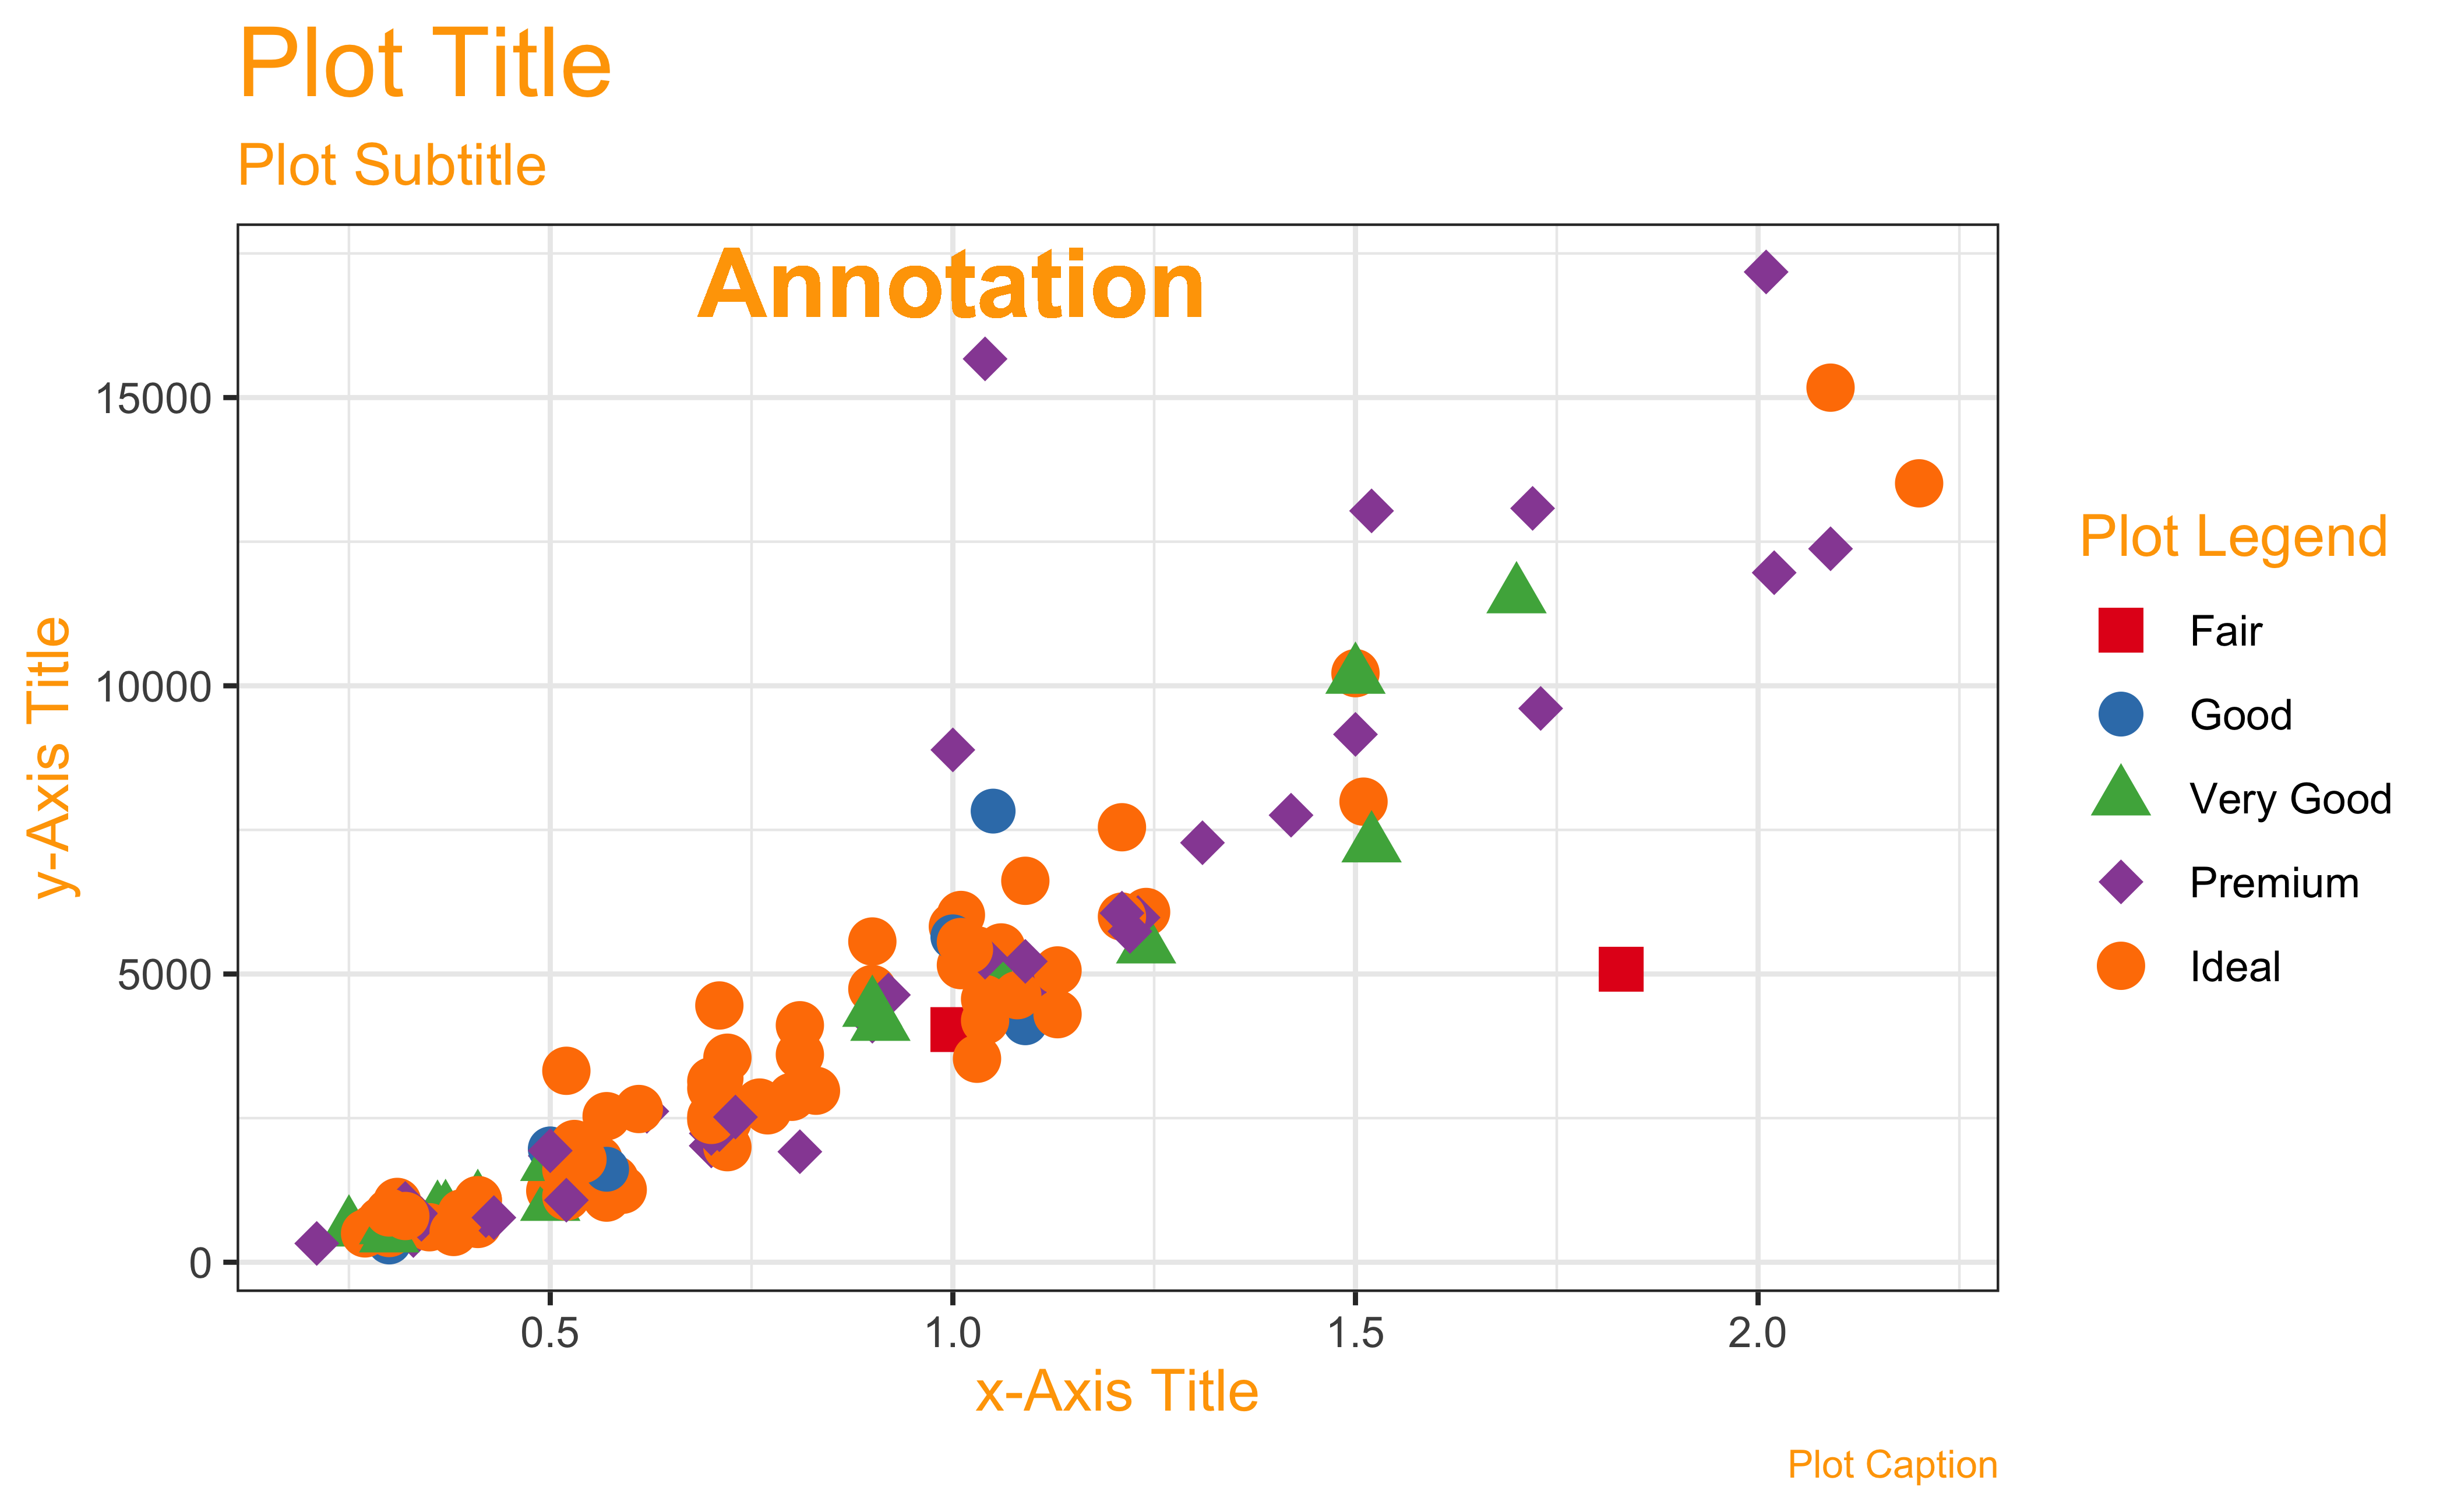 Plot Title
Plot Subtitle
Annotation
15000
10000
5000
0
y-Axis Title
0.5 1.0 1.5 2.0
x-Axis Title
Plot Legend
Fair
Good
Very Good
Premium
Ideal
Plot Caption